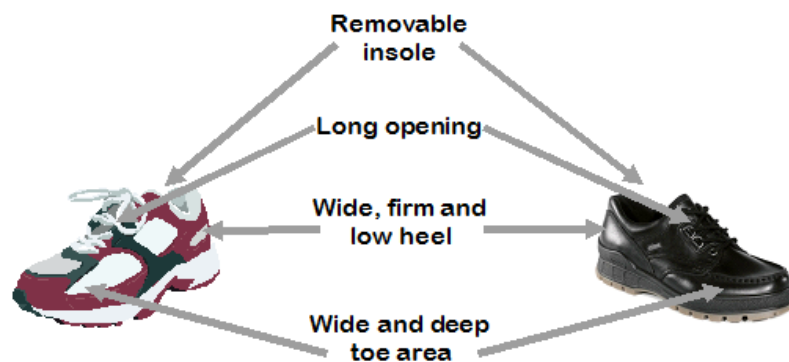 Removable
insole
Long opening
Wide, firm and
low heel
Wide and deep
toe area